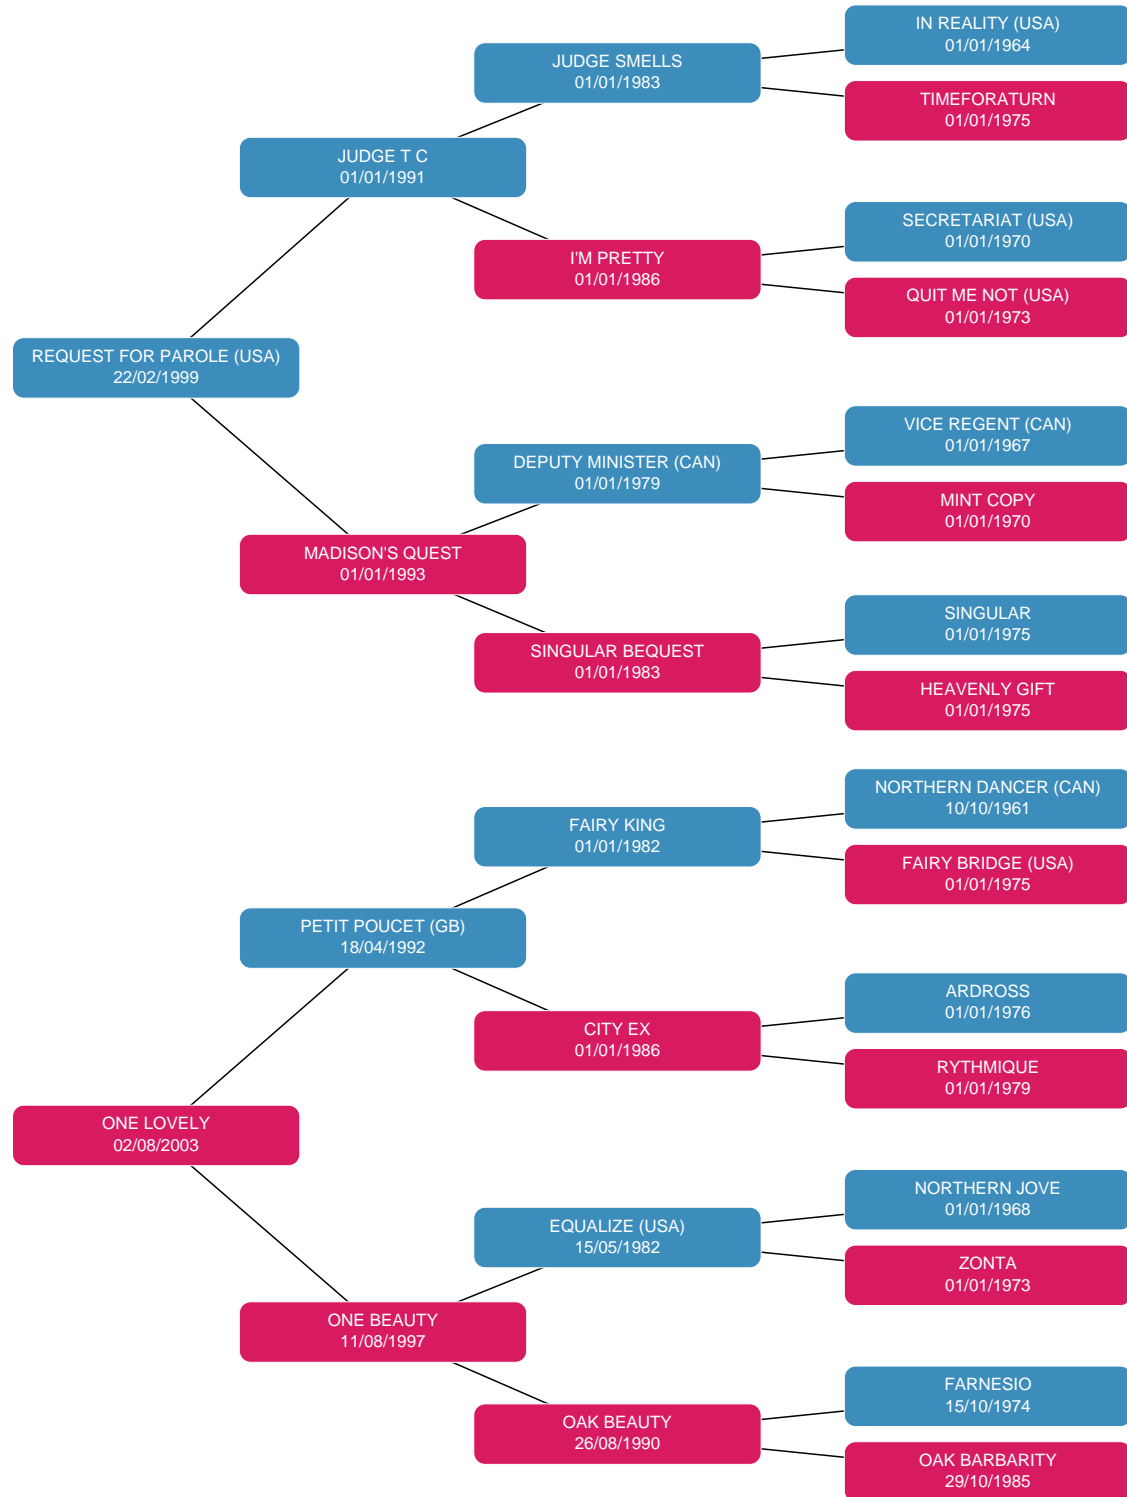 IN REALITY (USA)
01/01/1964
JUDGE SMELLS
01/01/1983
TIMEFORATURN
01/01/1975
JUDGE T C
01/01/1991
SECRETARIAT (USA)
01/01/1970
I'M PRETTY
01/01/1986
QUIT ME NOT (USA)
01/01/1973
REQUEST FOR PAROLE (USA)
22/02/1999
VICE REGENT (CAN)
01/01/1967
DEPUTY MINISTER (CAN)
01/01/1979
MINT COPY
01/01/1970
MADISON'S QUEST
01/01/1993
SINGULAR
01/01/1975
SINGULAR BEQUEST
01/01/1983
HEAVENLY GIFT
01/01/1975
NORTHERN DANCER (CAN)
10/10/1961
FAIRY KING
01/01/1982
FAIRY BRIDGE (USA)
01/01/1975
PETIT POUCET (GB)
18/04/1992
ARDROSS
01/01/1976
CITY EX
01/01/1986
RYTHMIQUE
01/01/1979
ONE LOVELY
02/08/2003
NORTHERN JOVE
01/01/1968
EQUALIZE (USA)
15/05/1982
ZONTA
01/01/1973
ONE BEAUTY
11/08/1997
FARNESIO
15/10/1974
OAK BEAUTY
26/08/1990
OAK BARBARITY
29/10/1985